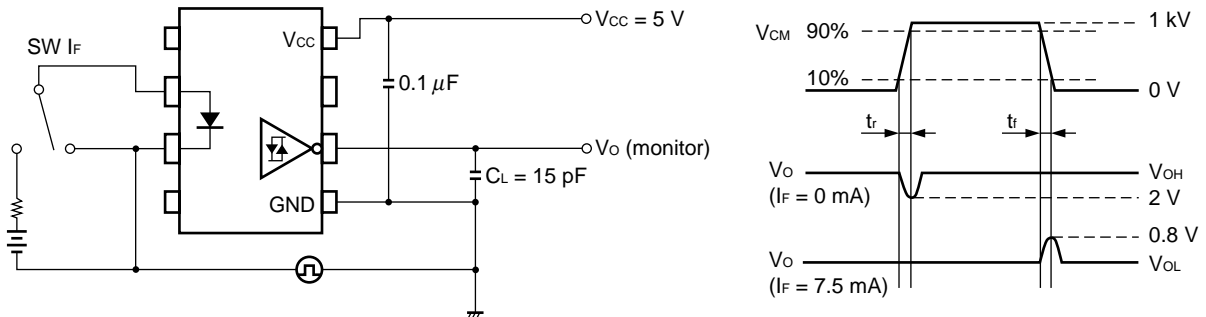 SW IF
VCC
VCC = 5 V
0.1 μF
VO (monitor)
CL = 15 pF
GND
VCM 90%
10%
1 kV
0 V
tr
tf
VO
(IF = 0 mA)
VOH
2 V
0.8 V
VO
(IF = 7.5 mA)
VOL